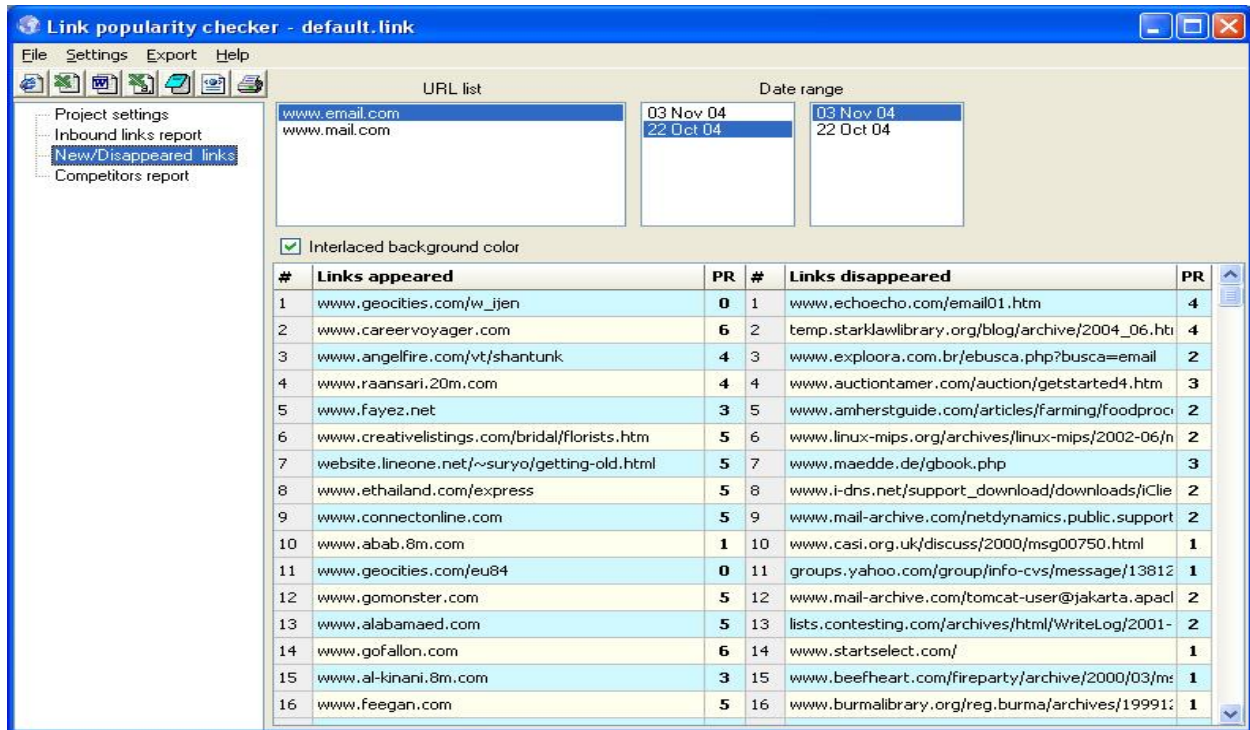 Link popularity checker - default.link
File Settings Export Help
URL list Date range
Project settings
Inbound links report
New/Disappeared links
Competitors report
www.email.com
www.mail.com
03 Nov 04
22 Oct 04
03 Nov 04
22 Oct 04
Interlaced background color
# Links appeared PR # Links disappeared PR
1 www.geocities.com/w_ijen 0 1 www.echoecho.com/email01.htm 4
2 www.careervoyager.com 6 2 temp.starklawlibrary.org/blog/archive/2004_06.ht 4
3 www.angelfire.com/vt/shantunk 4 3 www.exploora.com.br/ebusca.php?busca=email 2
4 www.raansari.20m.com 4 4 www.auctiontamer.com/auction/getstarted4.htm 3
5 www.fayez.net 3 5 www.amherstguide.com/articles/farming/foodproc 2
6 www.creativelistings.com/bridal/florists.htm 5 6 www.linux-mips.org/archives/linux-mips/2002-06/n 2
7 website.lineone.net/~suryo/getting-old.html 5 7 www.maedde.de/gbook.php 3
8 www.ethailand.com/express 5 8 www.i-dns.net/support_download/downloads/iClie 2
9 www.connectonline.com 5 9 www.mail-archive.com/netdynamics.public.support 2
10 www.abab.8m.com 1 10 www.casi.org.uk/discuss/2000/msg00750.html 1
11 www.geocities.com/eu84 0 11 groups.yahoo.com/group/info-cvs/message/13812 1
12 www.gomonster.com 5 12 www.mail-archive.com/tomcat-user@jakarta.apacl 2
13 www.alabamaed.com 5 13 lists.contesting.com/archives/html/WriteLog/2001- 2
14 www.gofallon.com 6 14 www.startselect.com/ 1
15 www.al-kinani.8m.com 3 15 www.beefheart.com/fireparty/archive/2000/03/m 1
16 www.feegan.com 5 16 www.burmalibrary.org/reg.burma/archives/19991 1